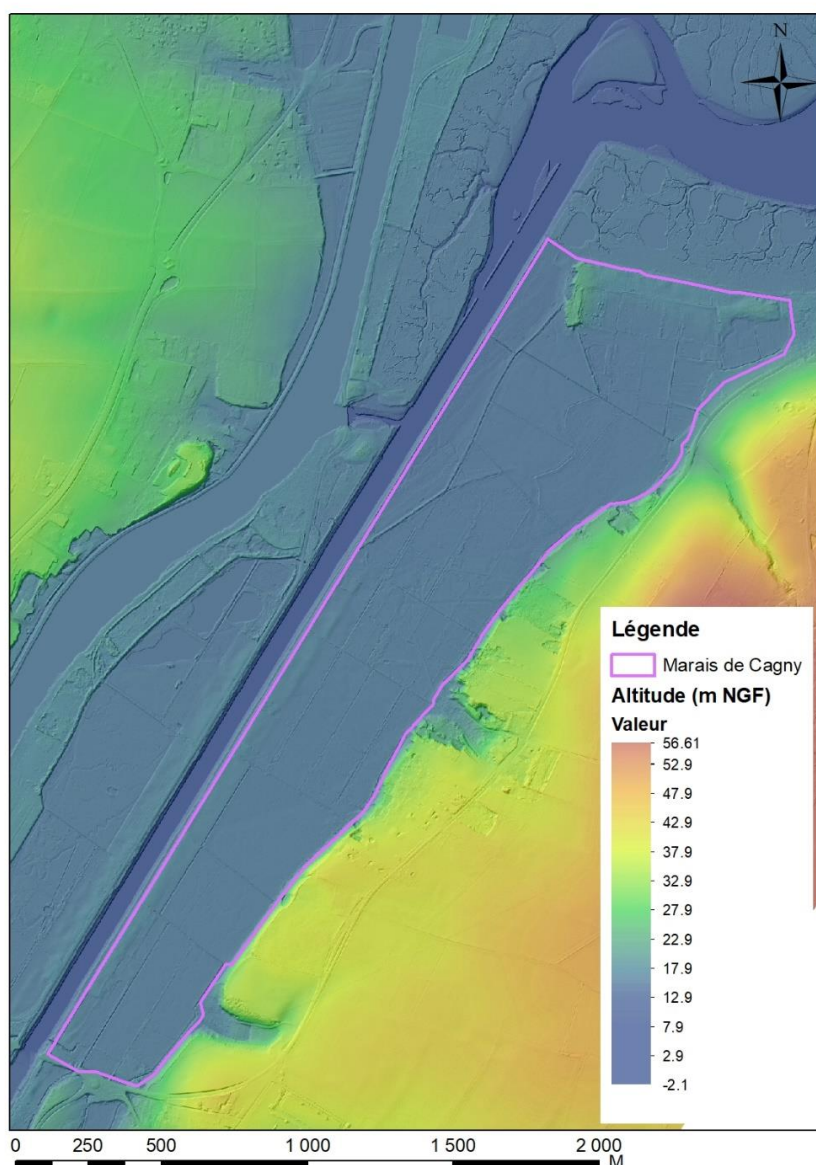 N
Légende
Marais de Cagny
Altitude (m NGF)
Valeur
56.61
52.9
47.9
42.9
37.9
32.9
27.9
22.9
17.9
12.9
7.9
2.9
-2.1
0 250 500 1 000 1 500 2 000
M